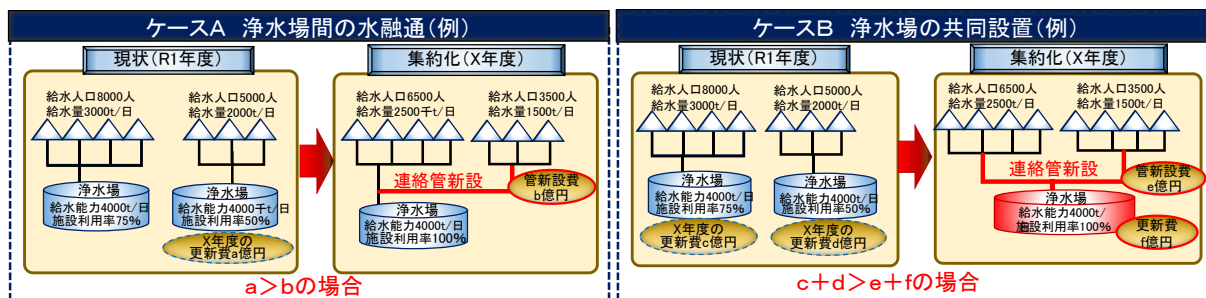 ケースA 浄水場間の水融通(例)
現状(R1年度)
給水人口8000人
給水量3000t/日
給水人口5000人
給水量2000t/日
浄水場
給水能力4000t/日
施設利用率75%
浄水場
給水能力4000千t/日
施設利用率50%
X年度の
更新費a億円
集約化(X年度)
給水人口6500人
給水量2500千t/日
給水人口3500人
給水量1500t/日
連絡管新設
管新設費
b億円
浄水場
給水能力4000t/日
施設利用率100%
a>bの場合
ケースB 浄水場の共同設置(例)
現状(R1年度)
給水人口8000人
給水量3000t/日
給水人口5000人
給水量2000t/日
浄水場
給水能力4000t/日
施設利用率75%
浄水場
給水能力4000t/日
施設利用率50%
X年度の
更新費c億円
X年度の
更新費d億円
集約化(X年度)
給水人口6500人
給水量2500t/日
給水人口3500人
給水量1500t/日
連絡管新設
管新設費
e億円
浄水場
給水能力4000t/
施設利用率100%
更新費
f億円
c+d>e+fの場合